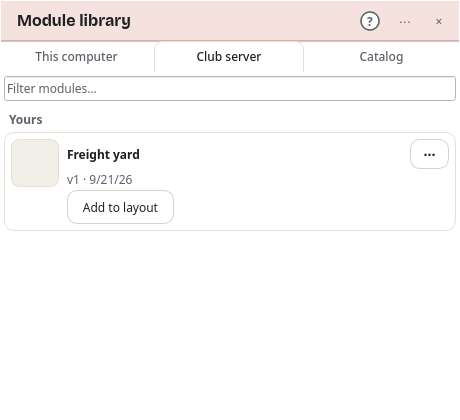 Module library
? ... ×
This computer Club server Catalog
Filter modules...
Yours
Freight yard
...
v1 · 9/21/26
Add to layout